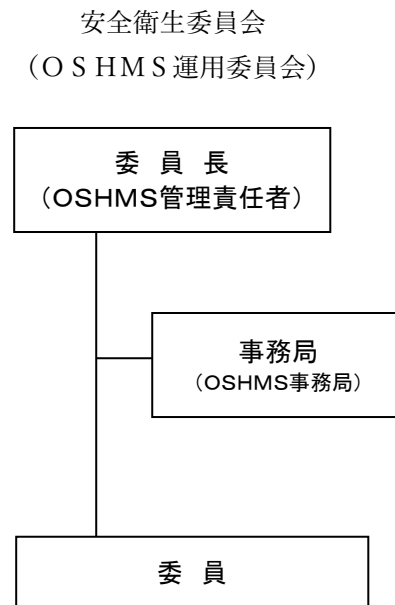 安全衛生委員会
（ＯＳＨＭＳ運用委員会）
委 員 長
（OSHMS管理責任者）
事務局
（OSHMS事務局）
委 員